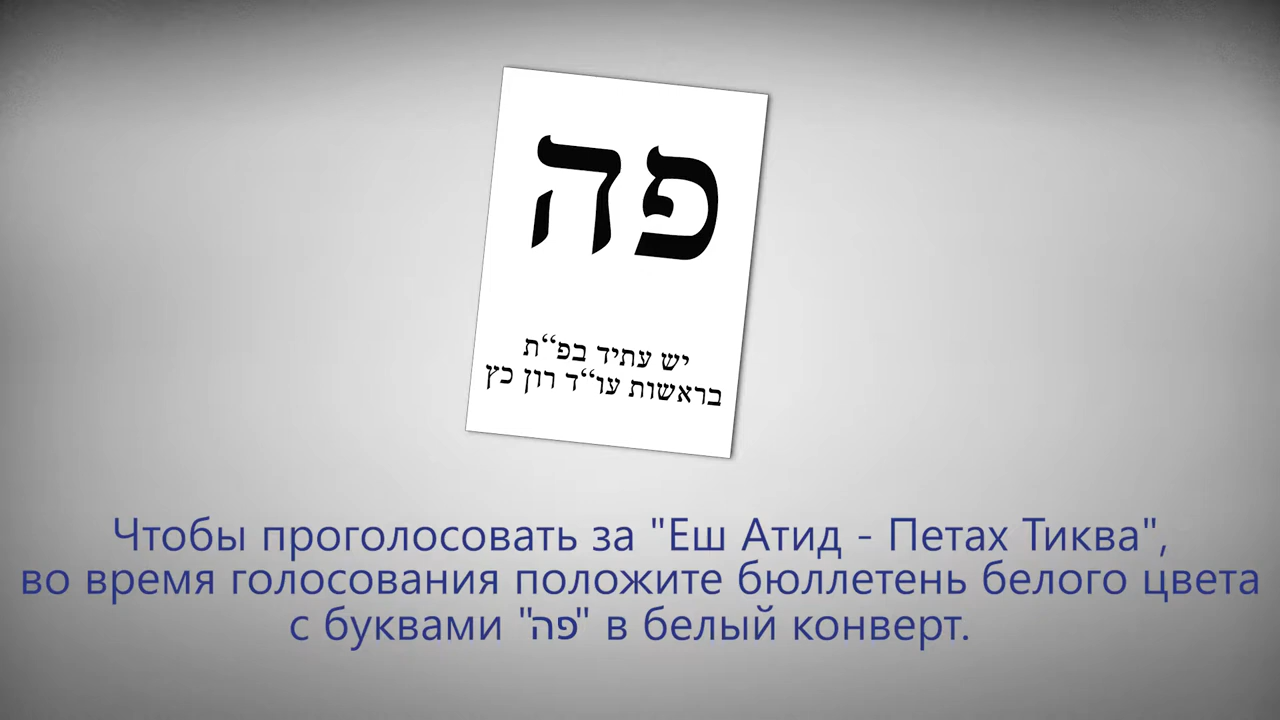 פה
יש עתיד בפ“ת
בראשות עו“ד רון כץ
Чтобы проголосовать за "Еш Атид - Петах Тиква",
во время голосования положите бюллетень белого цвета
с буквами "פה" в белый конверт.